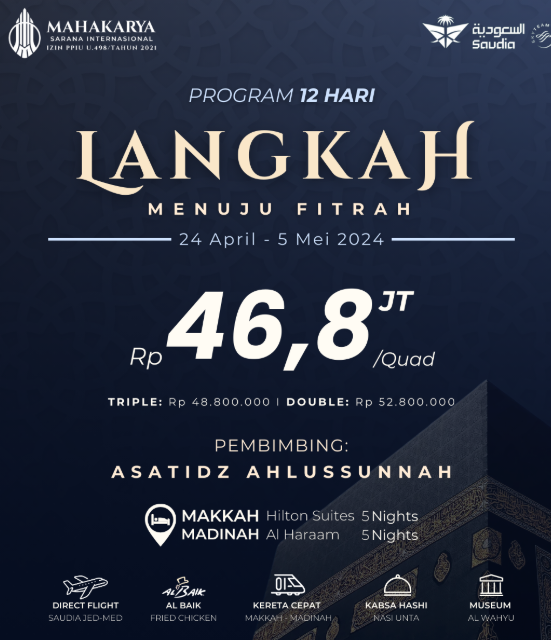 MAHAKARYA
SARANA INTERNASIONAL
IZIN PPIU U.498/TAHUN 2021
السعودية
Saudia
PROGRAM 12 HARI
LANGKAH
MENUJU FITRAH
24 April - 5 Mei 2024
Rp 46,8 JT /Quad
TRIPLE: Rp 48.800.000 | DOUBLE: Rp 52.800.000
PEMBIMBING:
ASATIDZ AHLUSSUNNAH
MAKKAH Hilton Suites 5 Nights
MADINAH Al Haraam 5 Nights
DIRECT FLIGHT
SAUDIA JED-MED
AL BAIK
AL BAIK
FRIED CHICKEN
KERETA CEPAT
MAKKAH - MADINAH
KABSA HASHI
NASI UNTA
MUSEUM
AL WAHYU